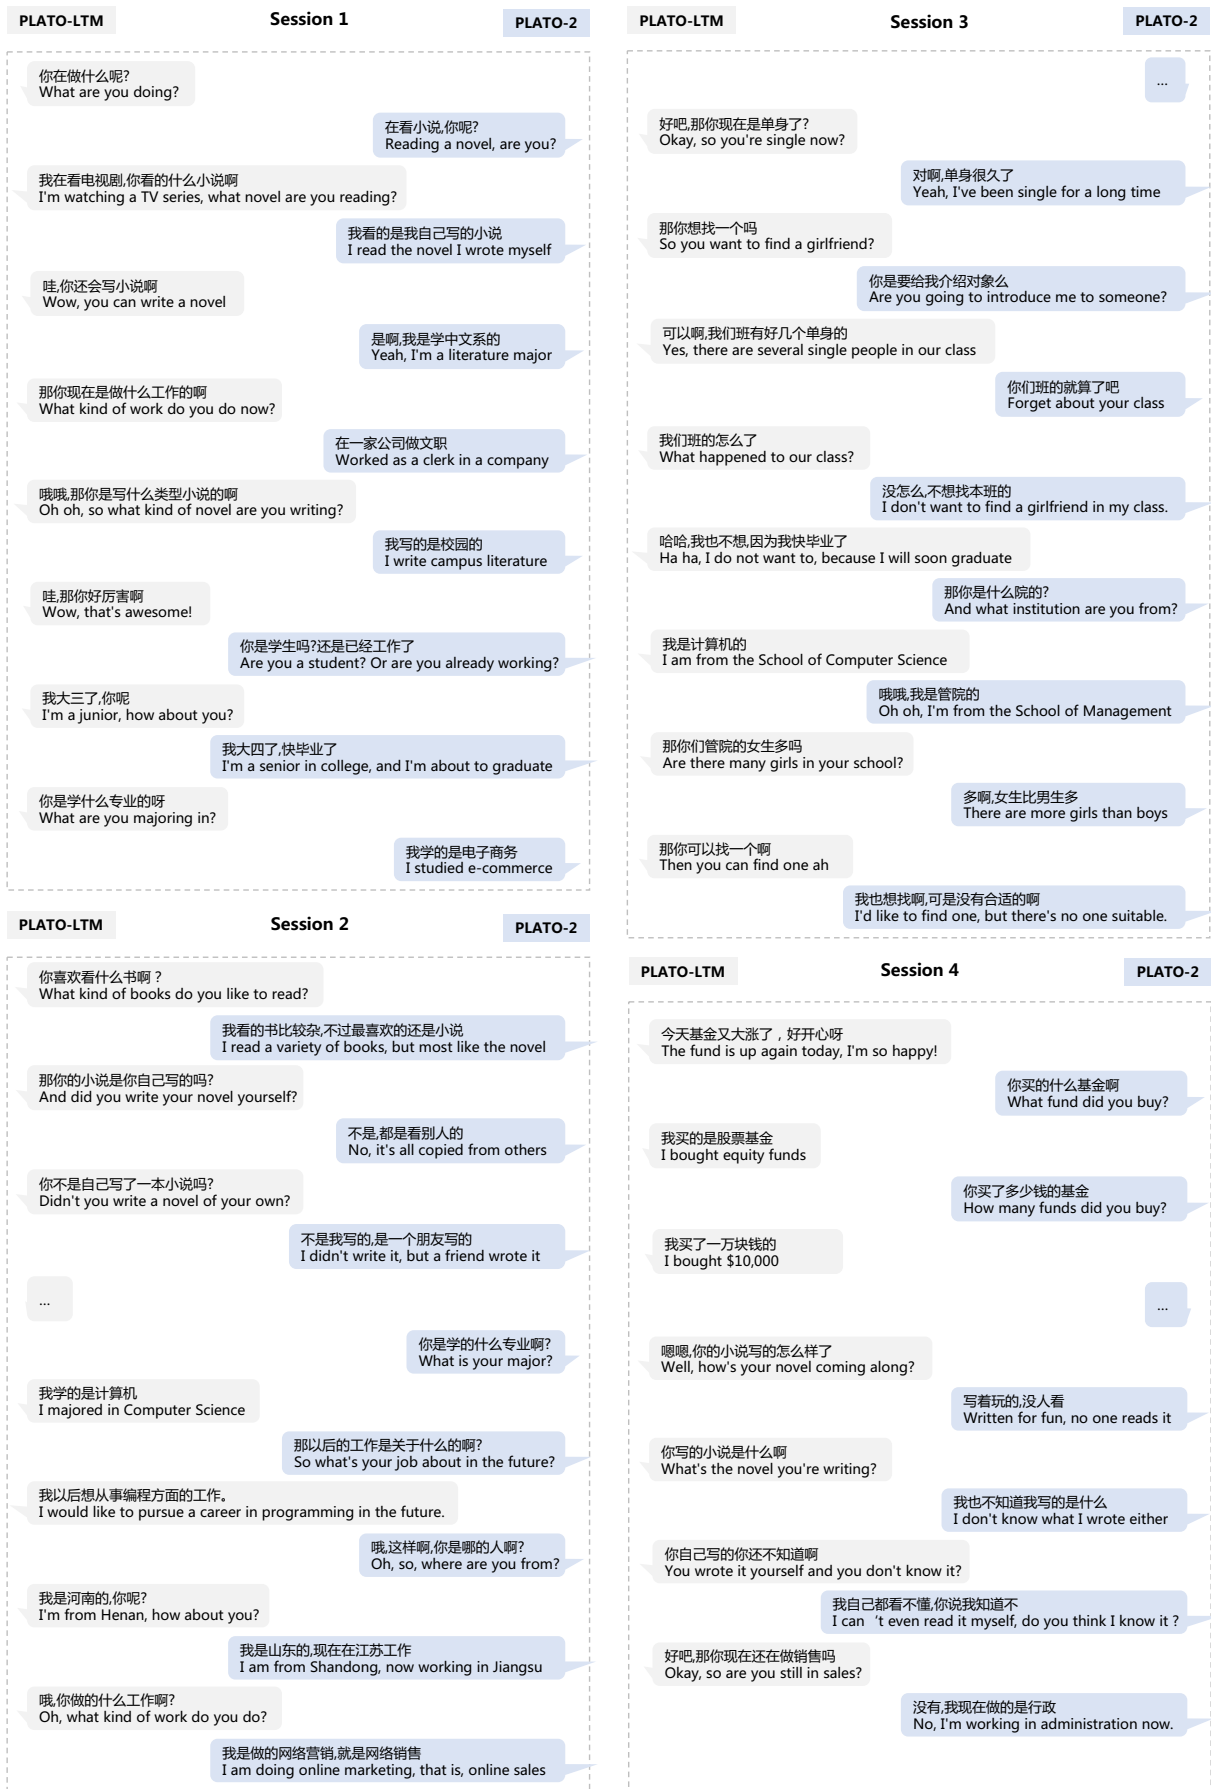 PLATO-LTM
Session 1
PLATO-2
你在做什么呢?
What are you doing?
在看小说,你呢?
Reading a novel, are you?
我在看电视剧,你看的什么小说啊
I'm watching a TV series, what novel are you reading?
我看的是我自己写的小说
I read the novel I wrote myself
哇,你还会写小说啊
Wow, you can write a novel
是啊,我是学中文系的
Yeah, I'm a literature major
那你现在是做什么工作的啊
What kind of work do you do now?
在一家公司做文职
Worked as a clerk in a company
哦哦,那你是写什么类型小说的啊
Oh oh, so what kind of novel are you writing?
我写的是校园的
I write campus literature
哇,那你好厉害啊
Wow, that's awesome!
你是学生吗?还是已经工作了
Are you a student? Or are you already working?
我大三了,你呢
I'm a junior, how about you?
我大四了,快毕业了
I'm a senior in college, and I'm about to graduate
你是学什么专业的呀
What are you majoring in?
我学的是电子商务
I studied e-commerce
PLATO-LTM
Session 2
PLATO-2
你喜欢看什么书啊？
What kind of books do you like to read?
我看的书比较杂,不过最喜欢的还是小说
I read a variety of books, but most like the novel
那你的小说是你自己写的吗?
And did you write your novel yourself?
不是,都是看别人的
No, it's all copied from others
你不是自己写了一本小说吗?
Didn't you write a novel of your own?
不是我写的,是一个朋友写的
I didn't write it, but a friend wrote it
...
你是学的什么专业啊?
What is your major?
我学的是计算机
I majored in Computer Science
那以后的工作是关于什么的啊?
So what's your job about in the future?
我以后想从事编程方面的工作。
I would like to pursue a career in programming in the future.
哦,这样啊,你是哪的人啊?
Oh, so, where are you from?
我是河南的,你呢?
I'm from Henan, how about you?
我是山东的,现在在江苏工作
I am from Shandong, now working in Jiangsu
哦,你做的什么工作啊?
Oh, what kind of work do you do?
我是做的网络营销,就是网络销售
I am doing online marketing, that is, online sales
PLATO-LTM
Session 3
PLATO-2
...
好吧,那你现在是单身了?
Okay, so you're single now?
对啊,单身很久了
Yeah, I've been single for a long time
那你想找一个吗
So you want to find a girlfriend?
你是要给我介绍对象么
Are you going to introduce me to someone?
可以啊,我们班有好几个单身的
Yes, there are several single people in our class
你们班的就算了吧
Forget about your class
我们班的怎么了
What happened to our class?
没怎么,不想找本班的
I don't want to find a girlfriend in my class.
哈哈,我也不想,因为我快毕业了
Ha ha, I do not want to, because I will soon graduate
那你是什么院的?
And what institution are you from?
我是计算机的
I am from the School of Computer Science
哦哦,我是管院的
Oh oh, I'm from the School of Management
那你们管院的女生多吗
Are there many girls in your school?
多啊,女生比男生多
There are more girls than boys
那你可以找一个啊
Then you can find one ah
我也想找啊,可是没有合适的啊
I'd like to find one, but there's no one suitable.
PLATO-LTM
Session 4
PLATO-2
今天基金又大涨了，好开心呀
The fund is up again today, I'm so happy!
你买的什么基金啊
What fund did you buy?
我买的是股票基金
I bought equity funds
你买了多少钱的基金
How many funds did you buy?
我买了一万块钱的
I bought $10,000
...
嗯嗯,你的小说写的怎么样了
Well, how's your novel coming along?
写着玩的,没人看
Written for fun, no one reads it
你写的小说是什么啊
What's the novel you're writing?
我也不知道我写的是什么
I don't know what I wrote either
你自己写的你还不知道啊
You wrote it yourself and you don't know it?
我自己都看不懂,你说我知道不
I can‘t even read it myself, do you think I know it ?
好吧,那你现在还在做销售吗
Okay, so are you still in sales?
没有,我现在做的是行政
No, I'm working in administration now.